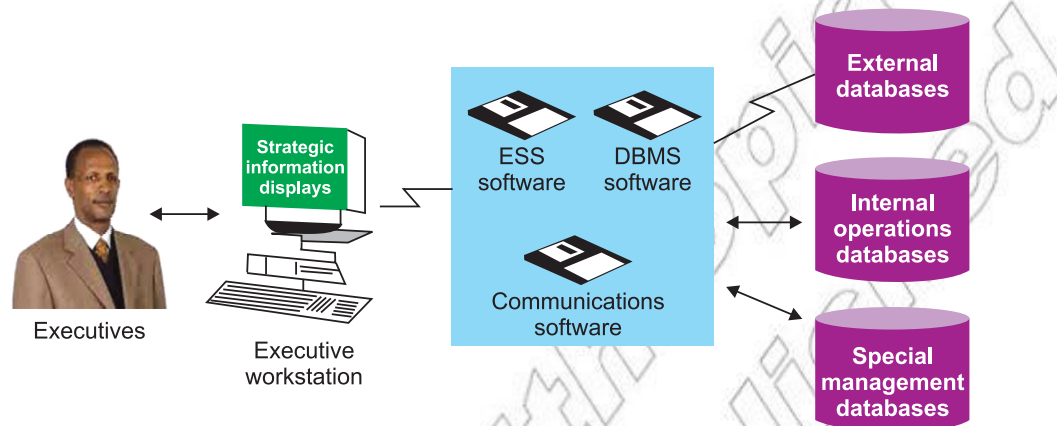 Executives
Strategic
information
displays
Executive
workstation
ESS
software
DBMS
software
Communications
software
External
databases
Internal
operations
databases
Special
management
databases